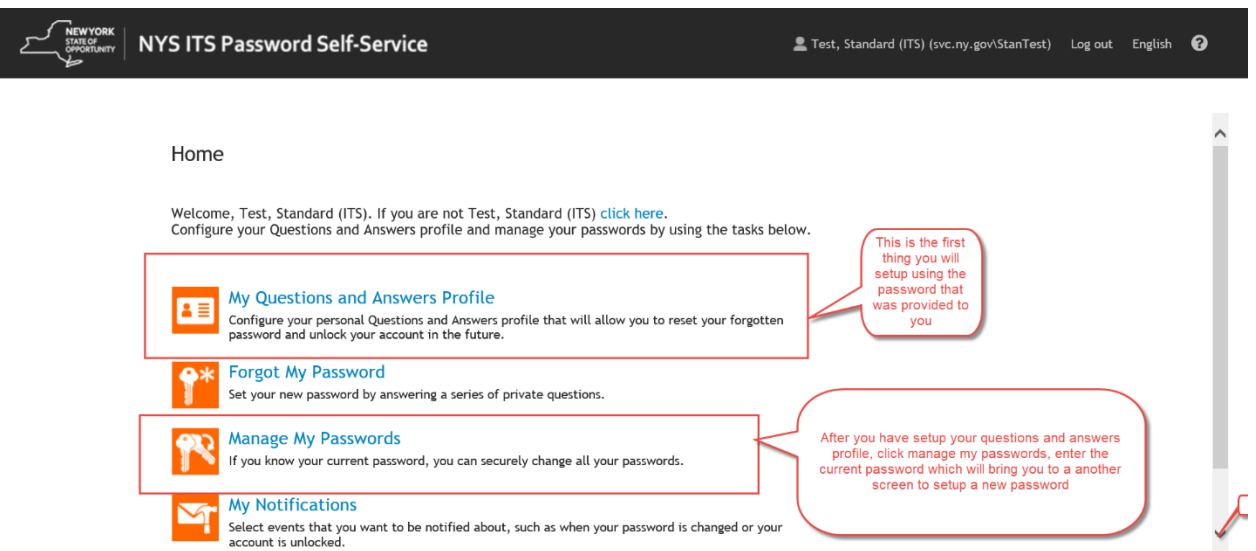 NEW YORK
STATE OF
OPPORTUNITY
NYS ITS Password Self-Service
Test, Standard (ITS) (svc.ny.gov\StanTest) Log out English ?
Home
Welcome, Test, Standard (ITS). If you are not Test, Standard (ITS) click here.
Configure your Questions and Answers profile and manage your passwords by using the tasks below.
This is the first
thing you will
setup using the
password that
was provided to
you
My Questions and Answers Profile
Configure your personal Questions and Answers profile that will allow you to reset your forgotten
password and unlock your account in the future.
Forgot My Password
Set your new password by answering a series of private questions.
Manage My Passwords
If you know your current password, you can securely change all your passwords.
After you have setup your questions and answers
profile, click manage my passwords, enter the
current password which will bring you to a another
screen to setup a new password
My Notifications
Select events that you want to be notified about, such as when your password is changed or your
account is unlocked.